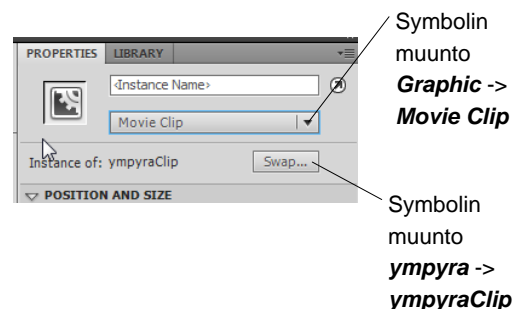 PROPERTIES LIBRARY
<Instance Name>
Movie Clip
Instance of: ympyraClip Swap...
POSITION AND SIZE
Symbolin
muunto
Graphic ->
Movie Clip
Symbolin
muunto
ympyra ->
ympyraClip